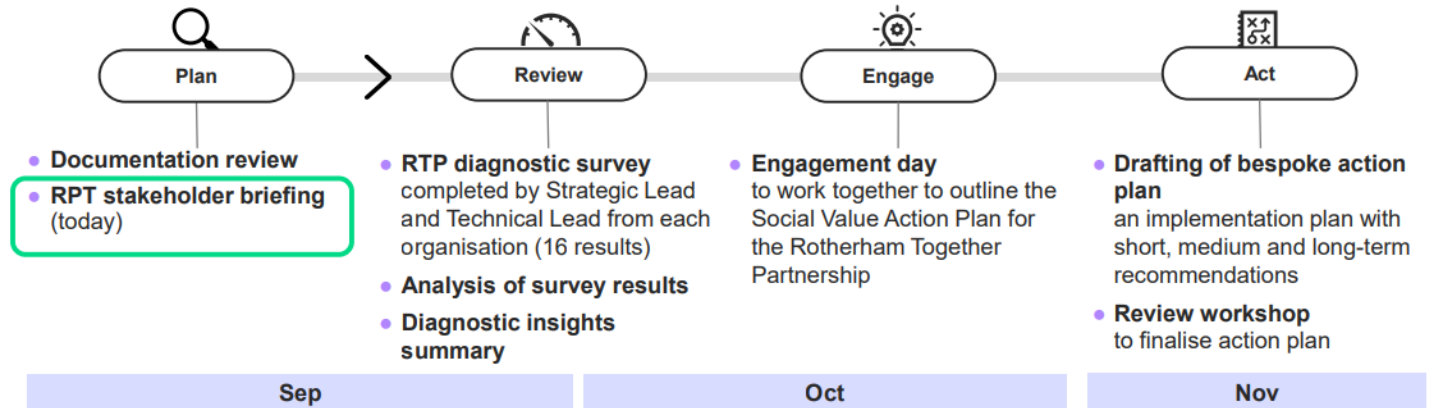 Plan
Review
Engage
Act
Documentation review
RPT stakeholder briefing
(today)
RTP diagnostic survey
completed by Strategic Lead
and Technical Lead from each
organisation (16 results)
Analysis of survey results
Diagnostic insights
summary
Engagement day
to work together to outline the
Social Value Action Plan for
the Rotherham Together
Partnership
Drafting of bespoke action
plan
an implementation plan with
short, medium and long-term
recommendations
Review workshop
to finalise action plan
Sep
Oct
Nov